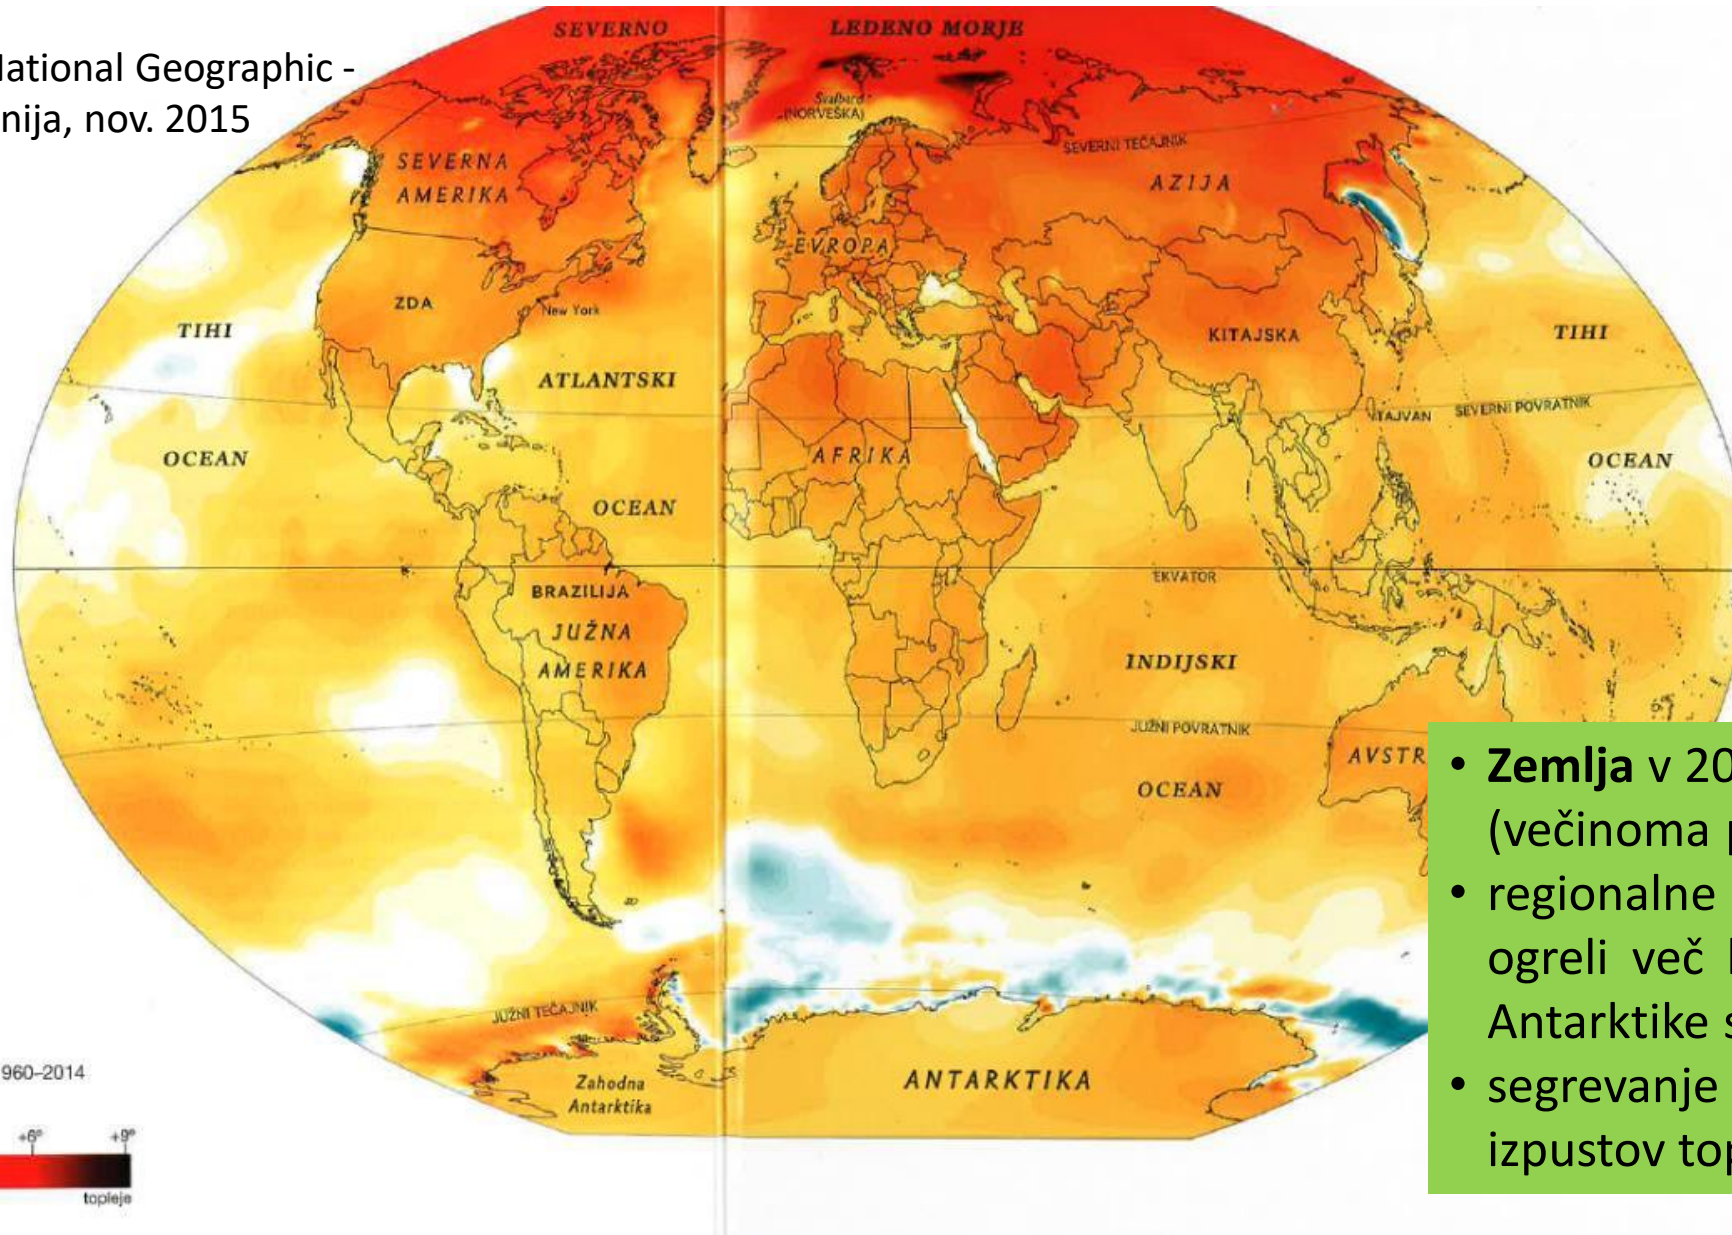 SEVERNO LEDENO MORJE
National Geographic -
nija, nov. 2015
Svalbard
(NORVEŠKA)
SEVERNI TEČAJNIK
SEVERNA
AMERIKA
AZIJA
EVROPA
ZDA
New York
TIHI
KITAJSKA
TIHI
ATLANTSKI
TAJVAN
SEVERNI POVRATNIK
OCEAN
AFRIKA
OCEAN
OCEAN
EKVATOR
BRAZILIJA
JUŽNA
AMERIKA
INDIJSKI
JUŽNI POVRATNIK
OCEAN
AVSTR
• Zemlja v 20
(večinoma p
• regionalne
ogreli več
Antarktike s
• segrevanje
izpustov top
JUŽNI TEČAJNIK
Zahodna
Antarktika
ANTARKTIKA
960–2014
+6° +9°
topleje